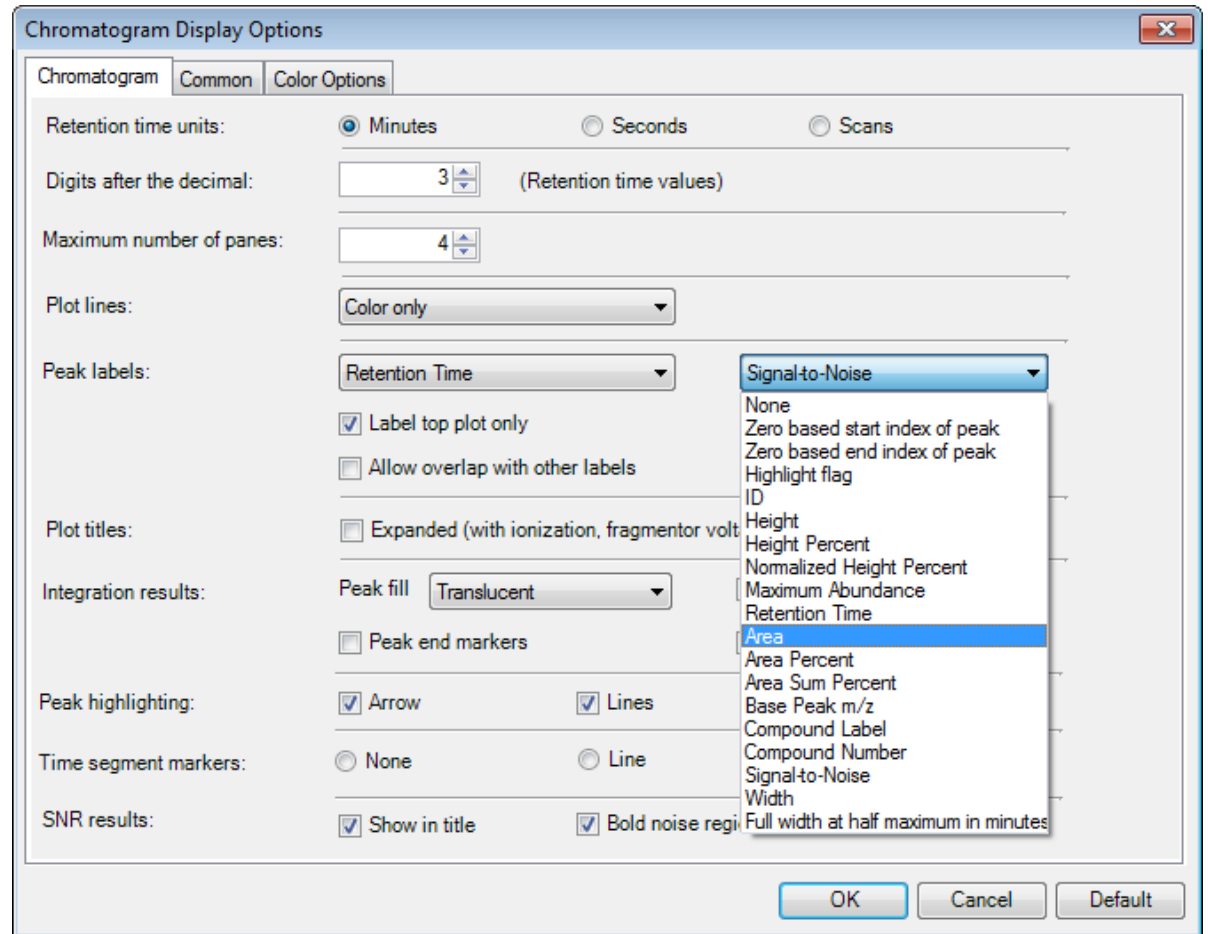 Chromatogram Display Options
Chromatogram Common Color Options
Retention time units: Minutes Seconds Scans
Digits after the decimal: 3 (Retention time values)
Maximum number of panes: 4
Plot lines: Color only
Peak labels: Retention Time Signal-to-Noise
None
Label top plot only Zero based start index of peak
Zero based end index of peak
Allow overlap with other labels Highlight flag
ID
Height
Plot titles: Expanded (with ionization, fragmentor volt
Height Percent
Normalized Height Percent
Integration results: Peak fill Translucent Maximum Abundance
Retention Time
Peak end markers Area
Area Percent
Area Sum Percent
Peak highlighting: Arrow Lines Base Peak m/z
Compound Label
Compound Number
Time segment markers: None Line
Signal-to-Noise
Width
SNR results: Show in title Bold noise regi Full width at half maximum in minutes
OK Cancel Default